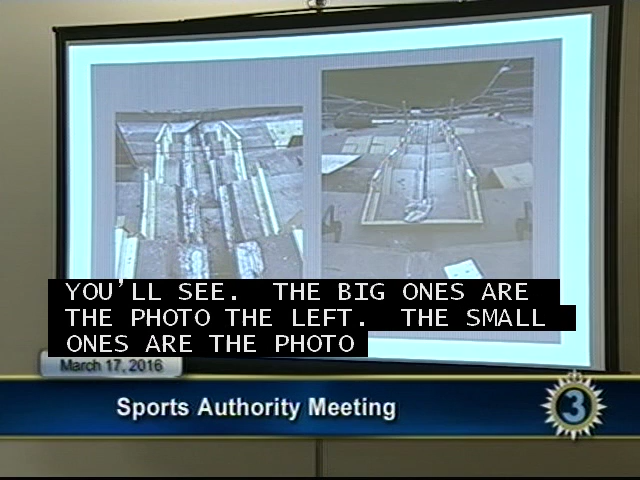 YOU'LL SEE.  THE BIG ONES ARE
THE PHOTO THE LEFT.  THE SMALL
ONES ARE THE PHOTO
March 17, 2016
Sports Authority Meeting
3